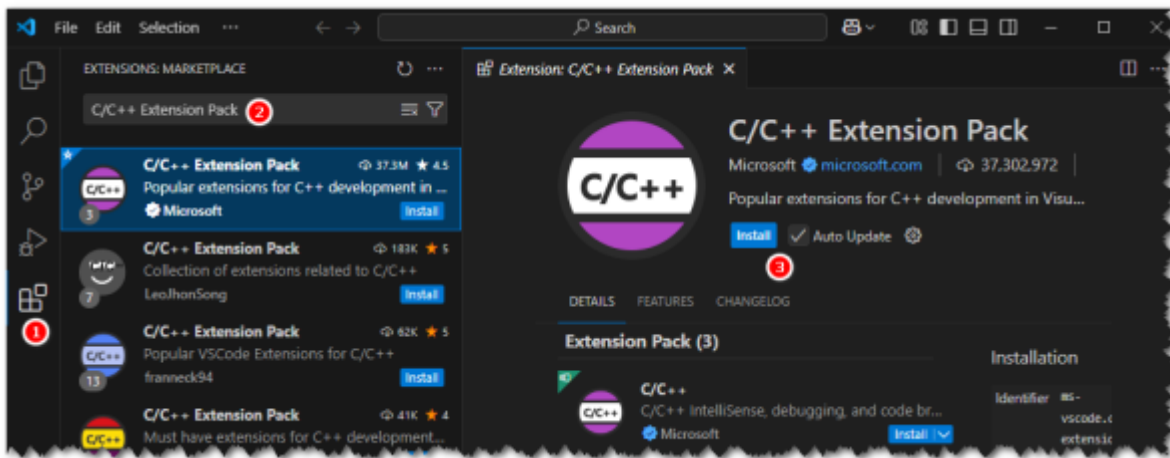 File Edit Selection ··· Search
EXTENSIONS: MARKETPLACE
C/C++ Extension Pack 2
C/C++ Extension Pack 37.3M ★ 4.5
Popular extensions for C++ development in ...
Microsoft Install
C/C++
3
C/C++ Extension Pack 183K ★ 5
Collection of extensions related to C/C++
LeoJhonSong Install
7
1
C/C++ Extension Pack 62K ★ 5
Popular VSCode Extensions for C/C++
franneck94 Install
C/C++
13
C/C++ Extension Pack 41K ★ 4
Must have extensions for C++ development...
C/C++
Extension: C/C++ Extension Pack
C/C++
C/C++ Extension Pack
Microsoft microsoft.com | 37,302,972
Popular extensions for C++ development in Visu...
Install Auto Update
3
DETAILS FEATURES CHANGELOG
Extension Pack (3)
C/C++
C/C++
C/C++ IntelliSense, debugging, and code br...
Microsoft Install
Installation
Identifier ms-
vscode.c
extensic